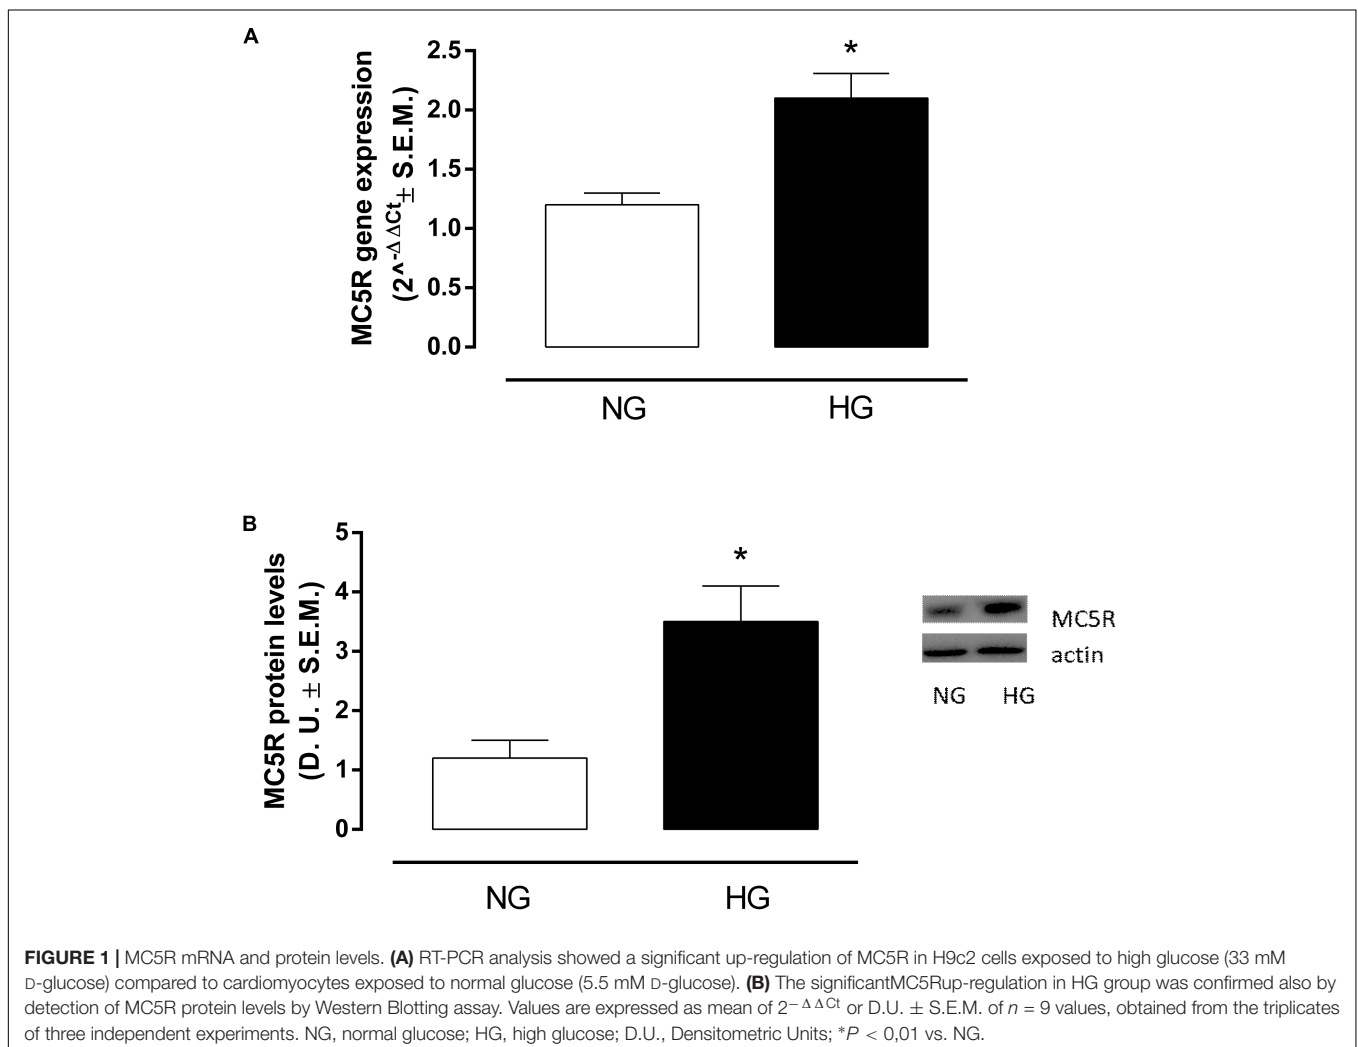 A
MC5R gene expression
(2^-ΔΔCt± S.E.M.)
2.5
2.0
1.5
1.0
0.5
0.0
*
NG HG
B
MC5R protein levels
(D. U. ± S.E.M.)
5
4
3
2
1
0
*
NG HG
MC5R
actin
NG HG
FIGURE 1 | MC5R mRNA and protein levels. (A) RT-PCR analysis showed a significant up-regulation of MC5R in H9c2 cells exposed to high glucose (33 mM
D-glucose) compared to cardiomyocytes exposed to normal glucose (5.5 mM D-glucose). (B) The significantMC5Rup-regulation in HG group was confirmed also by
detection of MC5R protein levels by Western Blotting assay. Values are expressed as mean of 2−ΔΔCt or D.U. ± S.E.M. of n = 9 values, obtained from the triplicates
of three independent experiments. NG, normal glucose; HG, high glucose; D.U., Densitometric Units; *P < 0,01 vs. NG.